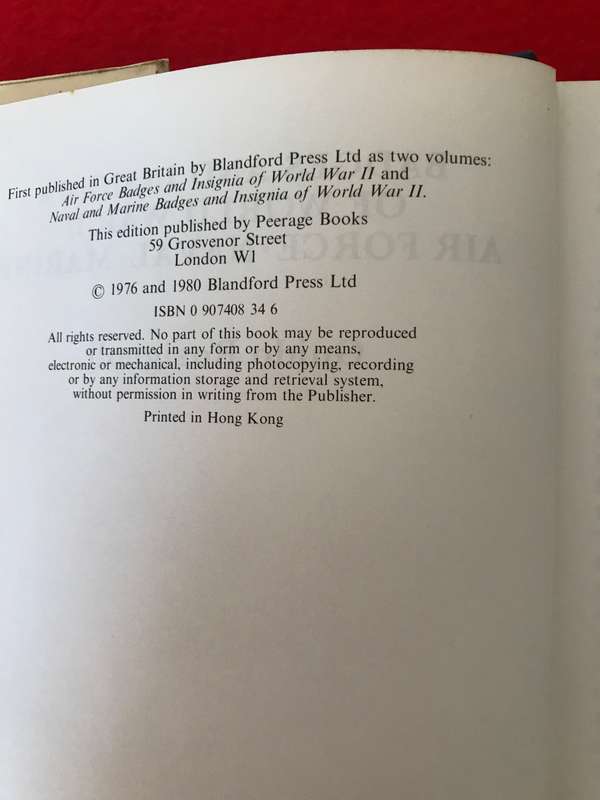 First published in Great Britain by Blandford Press Ltd as two volumes:
Air Force Badges and Insignia of World War II and
Naval and Marine Badges and Insignia of World War II.
This edition published by Peerage Books
59 Grosvenor Street
London W1
© 1976 and 1980 Blandford Press Ltd
ISBN 0 907408 34 6
All rights reserved. No part of this book may be reproduced
or transmitted in any form or by any means,
electronic or mechanical, including photocopying, recording
or by any information storage and retrieval system,
without permission in writing from the Publisher.
Printed in Hong Kong